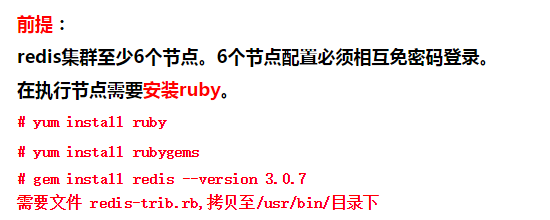 前提：
redis集群至少6个节点。6个节点配置必须相互免密码登录。
在执行节点需要安装ruby。
# yum install ruby
# yum install rubygems
# gem install redis --version 3.0.7
需要文件 redis-trib.rb,拷贝至/usr/bin/目录下